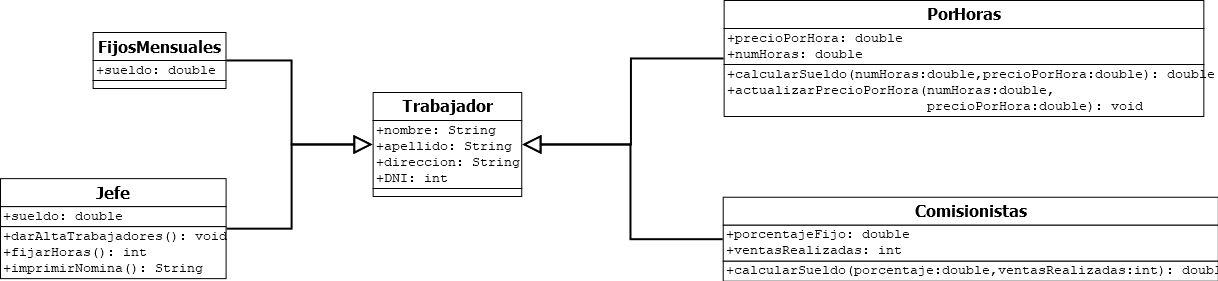 FijosMensuales
+sueldo: double
Jefe
+sueldo: double
+darAltaTrabajadores(): void
+fijarHoras(): int
+imprimirNomina(): String
Trabajador
+nombre: String
+apellido: String
+direccion: String
+DNI: int
PorHoras
+precioPorHora: double
+numHoras: double
+calcularSueldo(numHoras:double,precioPorHora:double): double
+actualizarPrecioPorHora(numHoras:double,
precioPorHora:double): void
Comisionistas
+porcentajeFijo: double
+ventasRealizadas: int
+calcularSueldo(porcentaje:double,ventasRealizadas:int): doubl